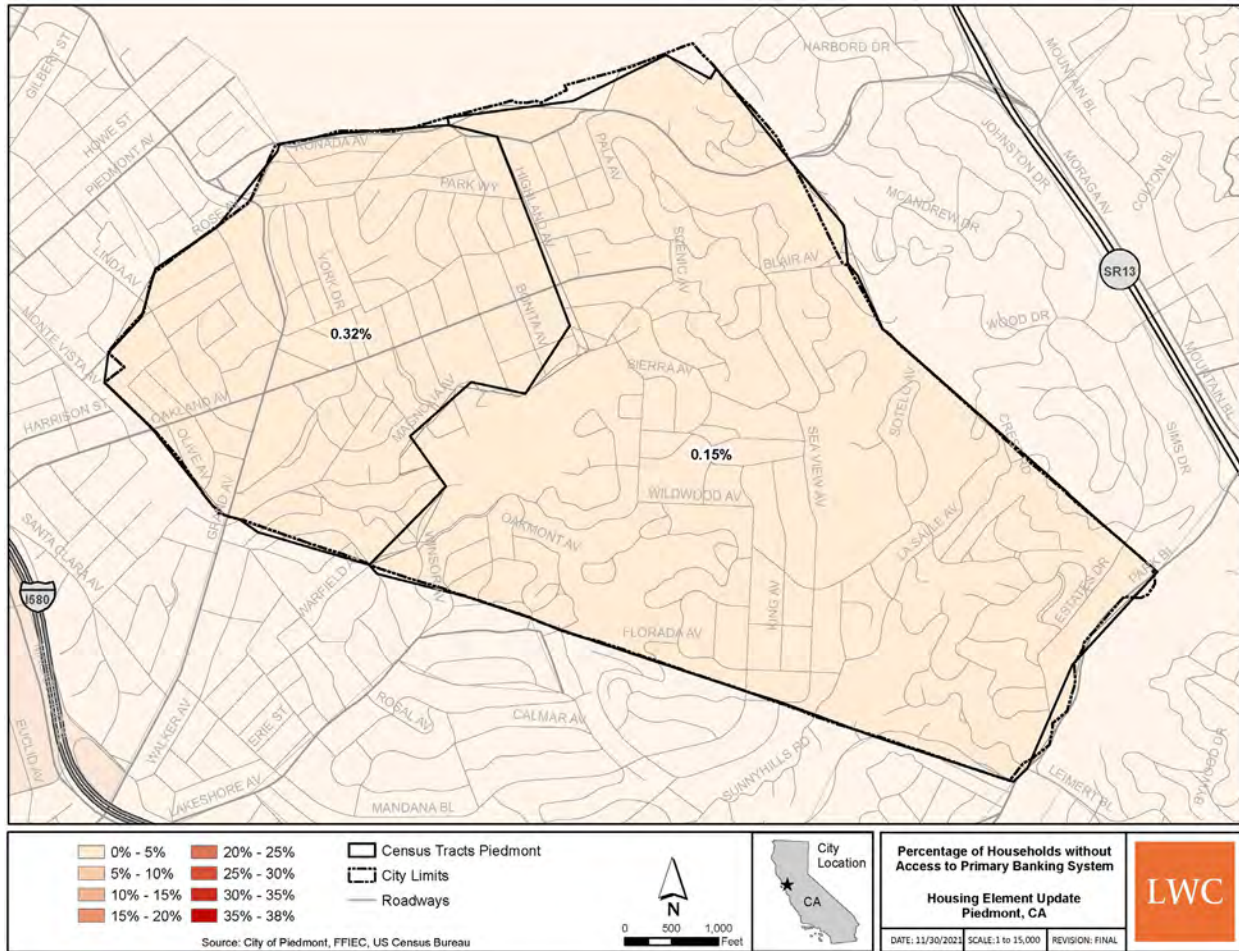 GILBERT ST
HOWE ST
PIEDMONT AV
HARBORD DR
MOUNTAIN BL
JOHNSTON DR
MORAGA AV
COLTON BL
MCANDREW DR
RONADA AV
PARK WY
HIGHLAND AV
PALA AV
ROSE AV
LINDA AV
YORK DR
SCENIC AV
BLAIR AV
SR13
BONITA AV
WOOD DR
MOUNTAIN BL
MONTE VISTA AV
0.32%
SIERRA AV
HARRISON ST
OAKLAND AV
MAGNOLIA AV
SOTELO AV
SIMS DR
OLIVE AV
0.15%
SEA VIEW AV
WILDWOOD AV
GRAND AV
OAKMONT AV
LA SALLE AV
SANTA CLARA AV
WINSOR AV
PARK BL
I580
ESTATES DR
KING AV
FLORADA AV
ROSAL AV
CALMAR AV
ERIE ST
WALKER AV
EUCLID AV
SUNNYHILLS RD
LEIMERT BL
BYWOOD DR
LAKESHORE AV
MANDANA BL
0% - 5%
5% - 10%
10% - 15%
15% - 20%
20% - 25%
25% - 30%
30% - 35%
35% - 38%
Census Tracts Piedmont
City Limits
Roadways
N
0 500 1,000
Feet
Source: City of Piedmont, FFIEC, US Census Bureau
City
Location
CA
Percentage of Households without
Access to Primary Banking System
Housing Element Update
Piedmont, CA
DATE: 11/30/2021 SCALE: 1 to 15,000 REVISION: FINAL
LWC